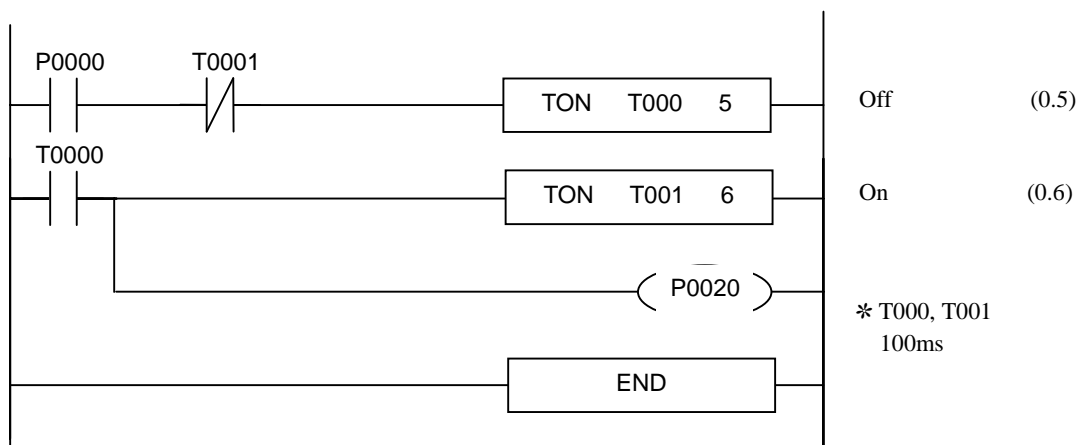 P0000 T0001
TON T000 5 Off (0.5)
T0000
TON T001 6 On (0.6)
P0020
* T000, T001
100ms
END